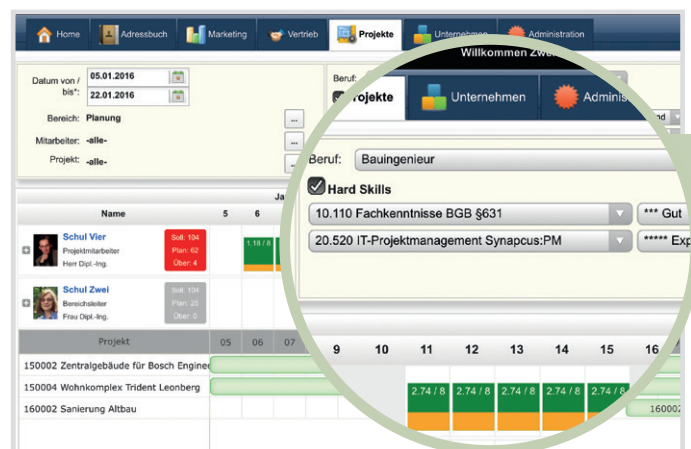 Home Adressbuch Marketing Vertrieb Projekte Unternehmen Administration
Willkommen
Datum von / bis*: 05.01.2016
22.01.2016
Bereich: Planung ...
Mitarbeiter: -alle- ...
Projekt: -alle-
Beruf:
Projekte Unternehmen
Beruf: Bauingenieur
Hard Skills
10.110 Fachkenntnisse BGB §631 *** Gut
20.520 IT-Projektmanagement Synapcus:PM *****
Name 5 6
Schul Vier Soll: 104
Projektmitarbeiter Plan: 62
Herr Dipl.-Ing. Über: 4
1.18 / 8
Schul Zwei Soll: 104
Bereichsleiter Plan: 25
Frau Dipl.-Ing. Über: 0
Projekt 05 06 07
9 10 11 12 13 14 15 16
150002 Zentralgebäude für Bosch
150004 Wohnkomplex Trident Leonberg
160002 Sanierung Altbau
2.74 / 8 2.74 / 8 2.74 / 8 2.74 / 8 2.74 / 8